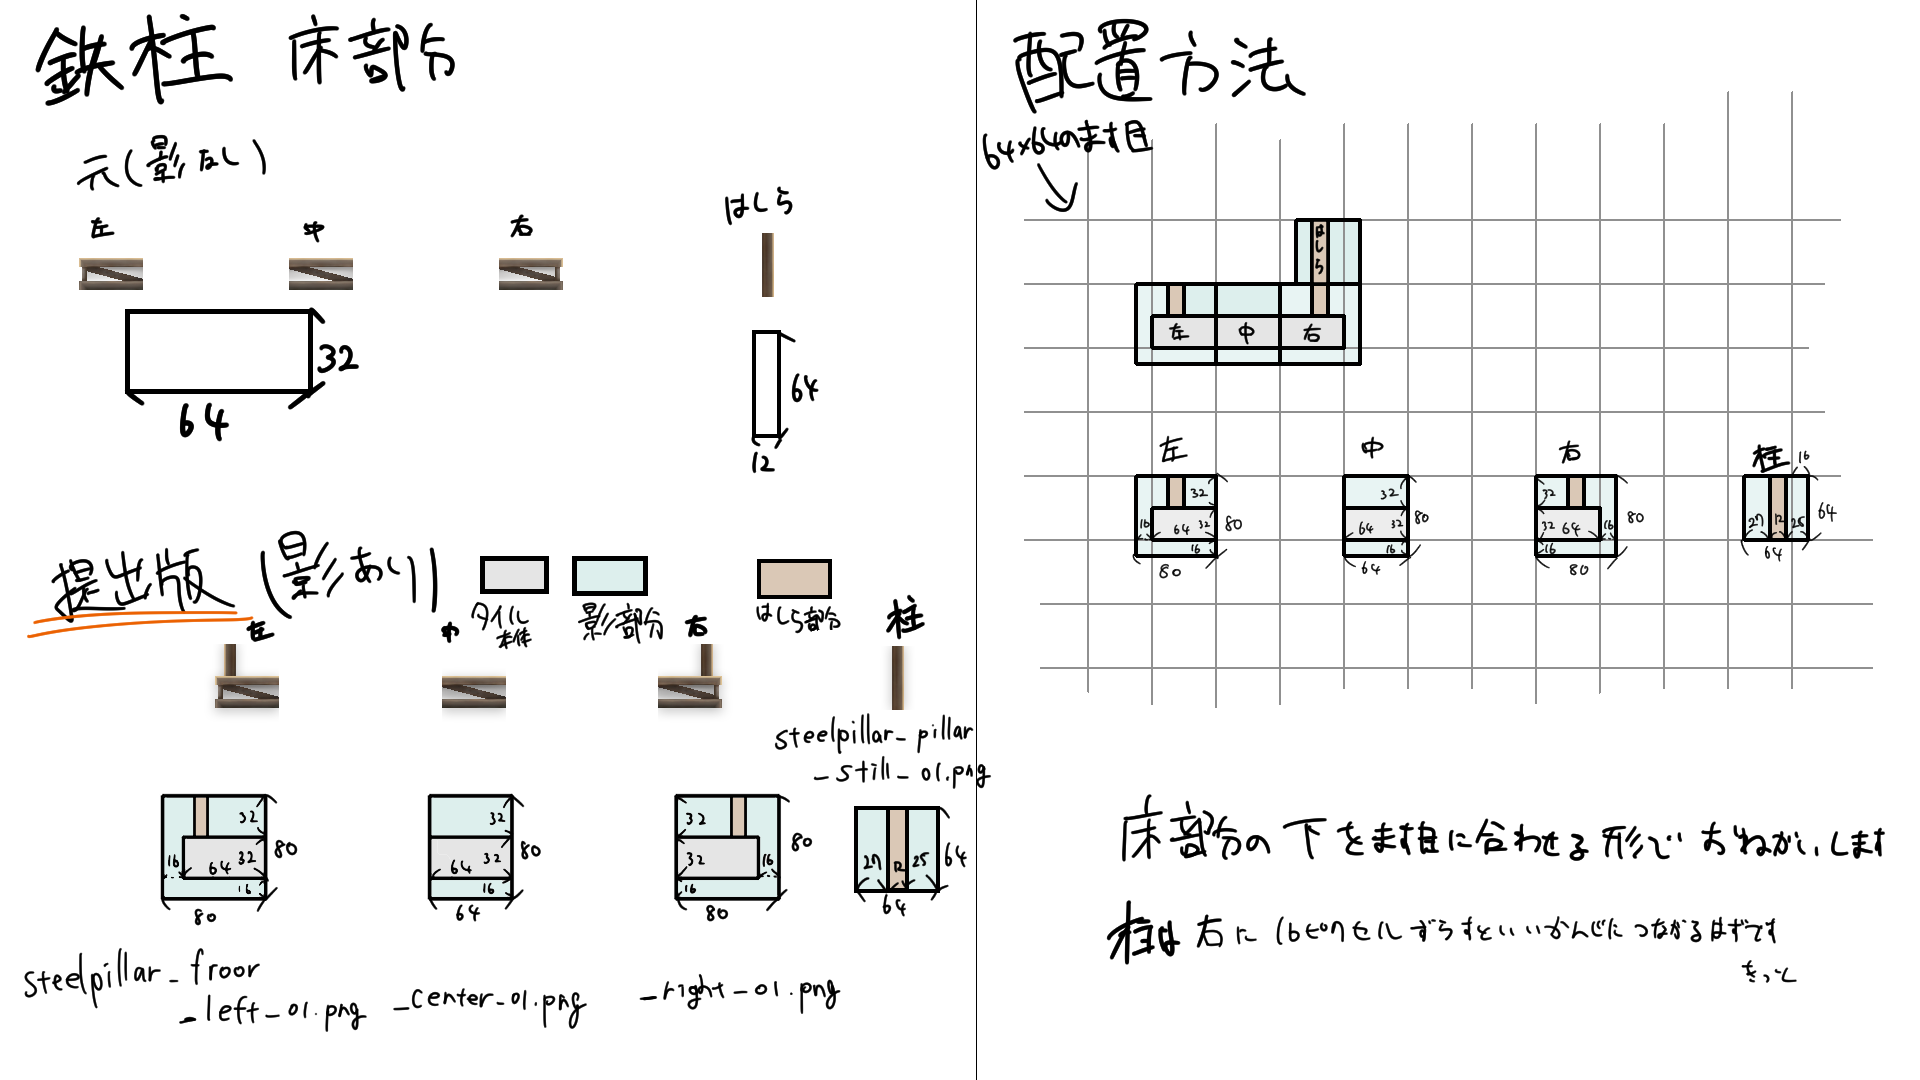 鉄柱 床部分
元(影なし)
左
中
右
はしら
32
64
64
12
提出版 (影あり)
タイル
本体
影部分
はしら部分
左
中
右
柱
steelpillar_pillar
_still_01.png
32
16
64
32
16
80
80
32
64
32
16
80
64
32
32
16
16
80
80
27
12
25
64
64
steelpillar_froor
_left_01.png
_center_01.png
_right_01.png
配置方法
64×64のます目
はしら
左
中
右
左
中
右
柱
16
32
16
64
32
16
80
80
32
64
32
16
80
64
32
32
64
16
16
80
80
27
12
25
64
64
床部分の下をます目に合わせる形でおねがいします
柱は右に16ピクセルずらすといいかんじにつながるはずです
きっと